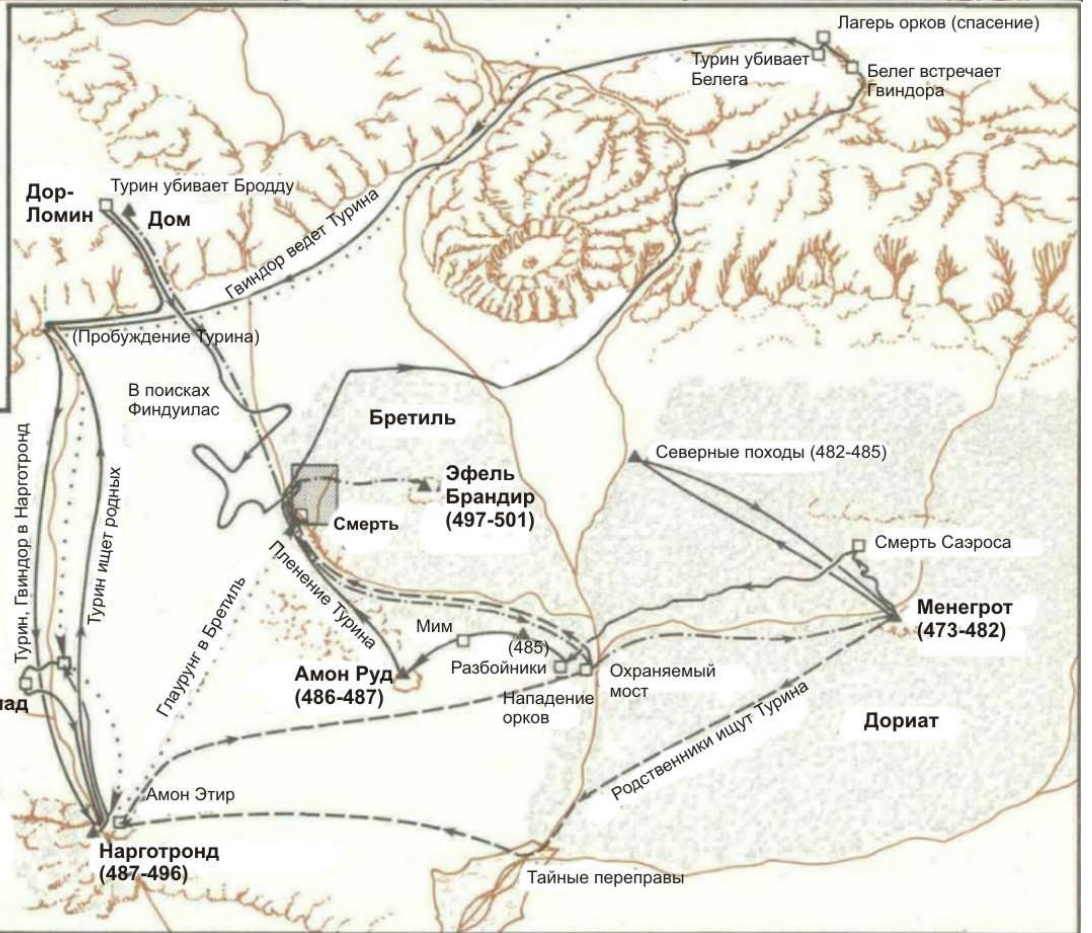 Лагерь орков (спасение)
Турин убивает
Белега
Белег встречает
Гвиндора
Турин убивает Бродду
Дор-
Ломин
Дом
Гвиндор ведет Турина
(Пробуждение Турина)
В поисках
Финдуилас
Бретиль
Северные походы (482-485)
Эфель
Брандир
(497-501)
Смерть
Смерть Саэроса
Турин, Гвиндор в Нарготронд
Турин ищет родных
Пленение Турина
Глаурунг в Бретиль
Менегрот
(473-482)
Мим
(485)
Разбойники
Амон Руд
(486-487)
Охраняемый
мост
Нападение
орков
Родственники ищут Турина
Дориат
лад
Амон Этир
Нарготронд
(487-496)
Тайные переправы